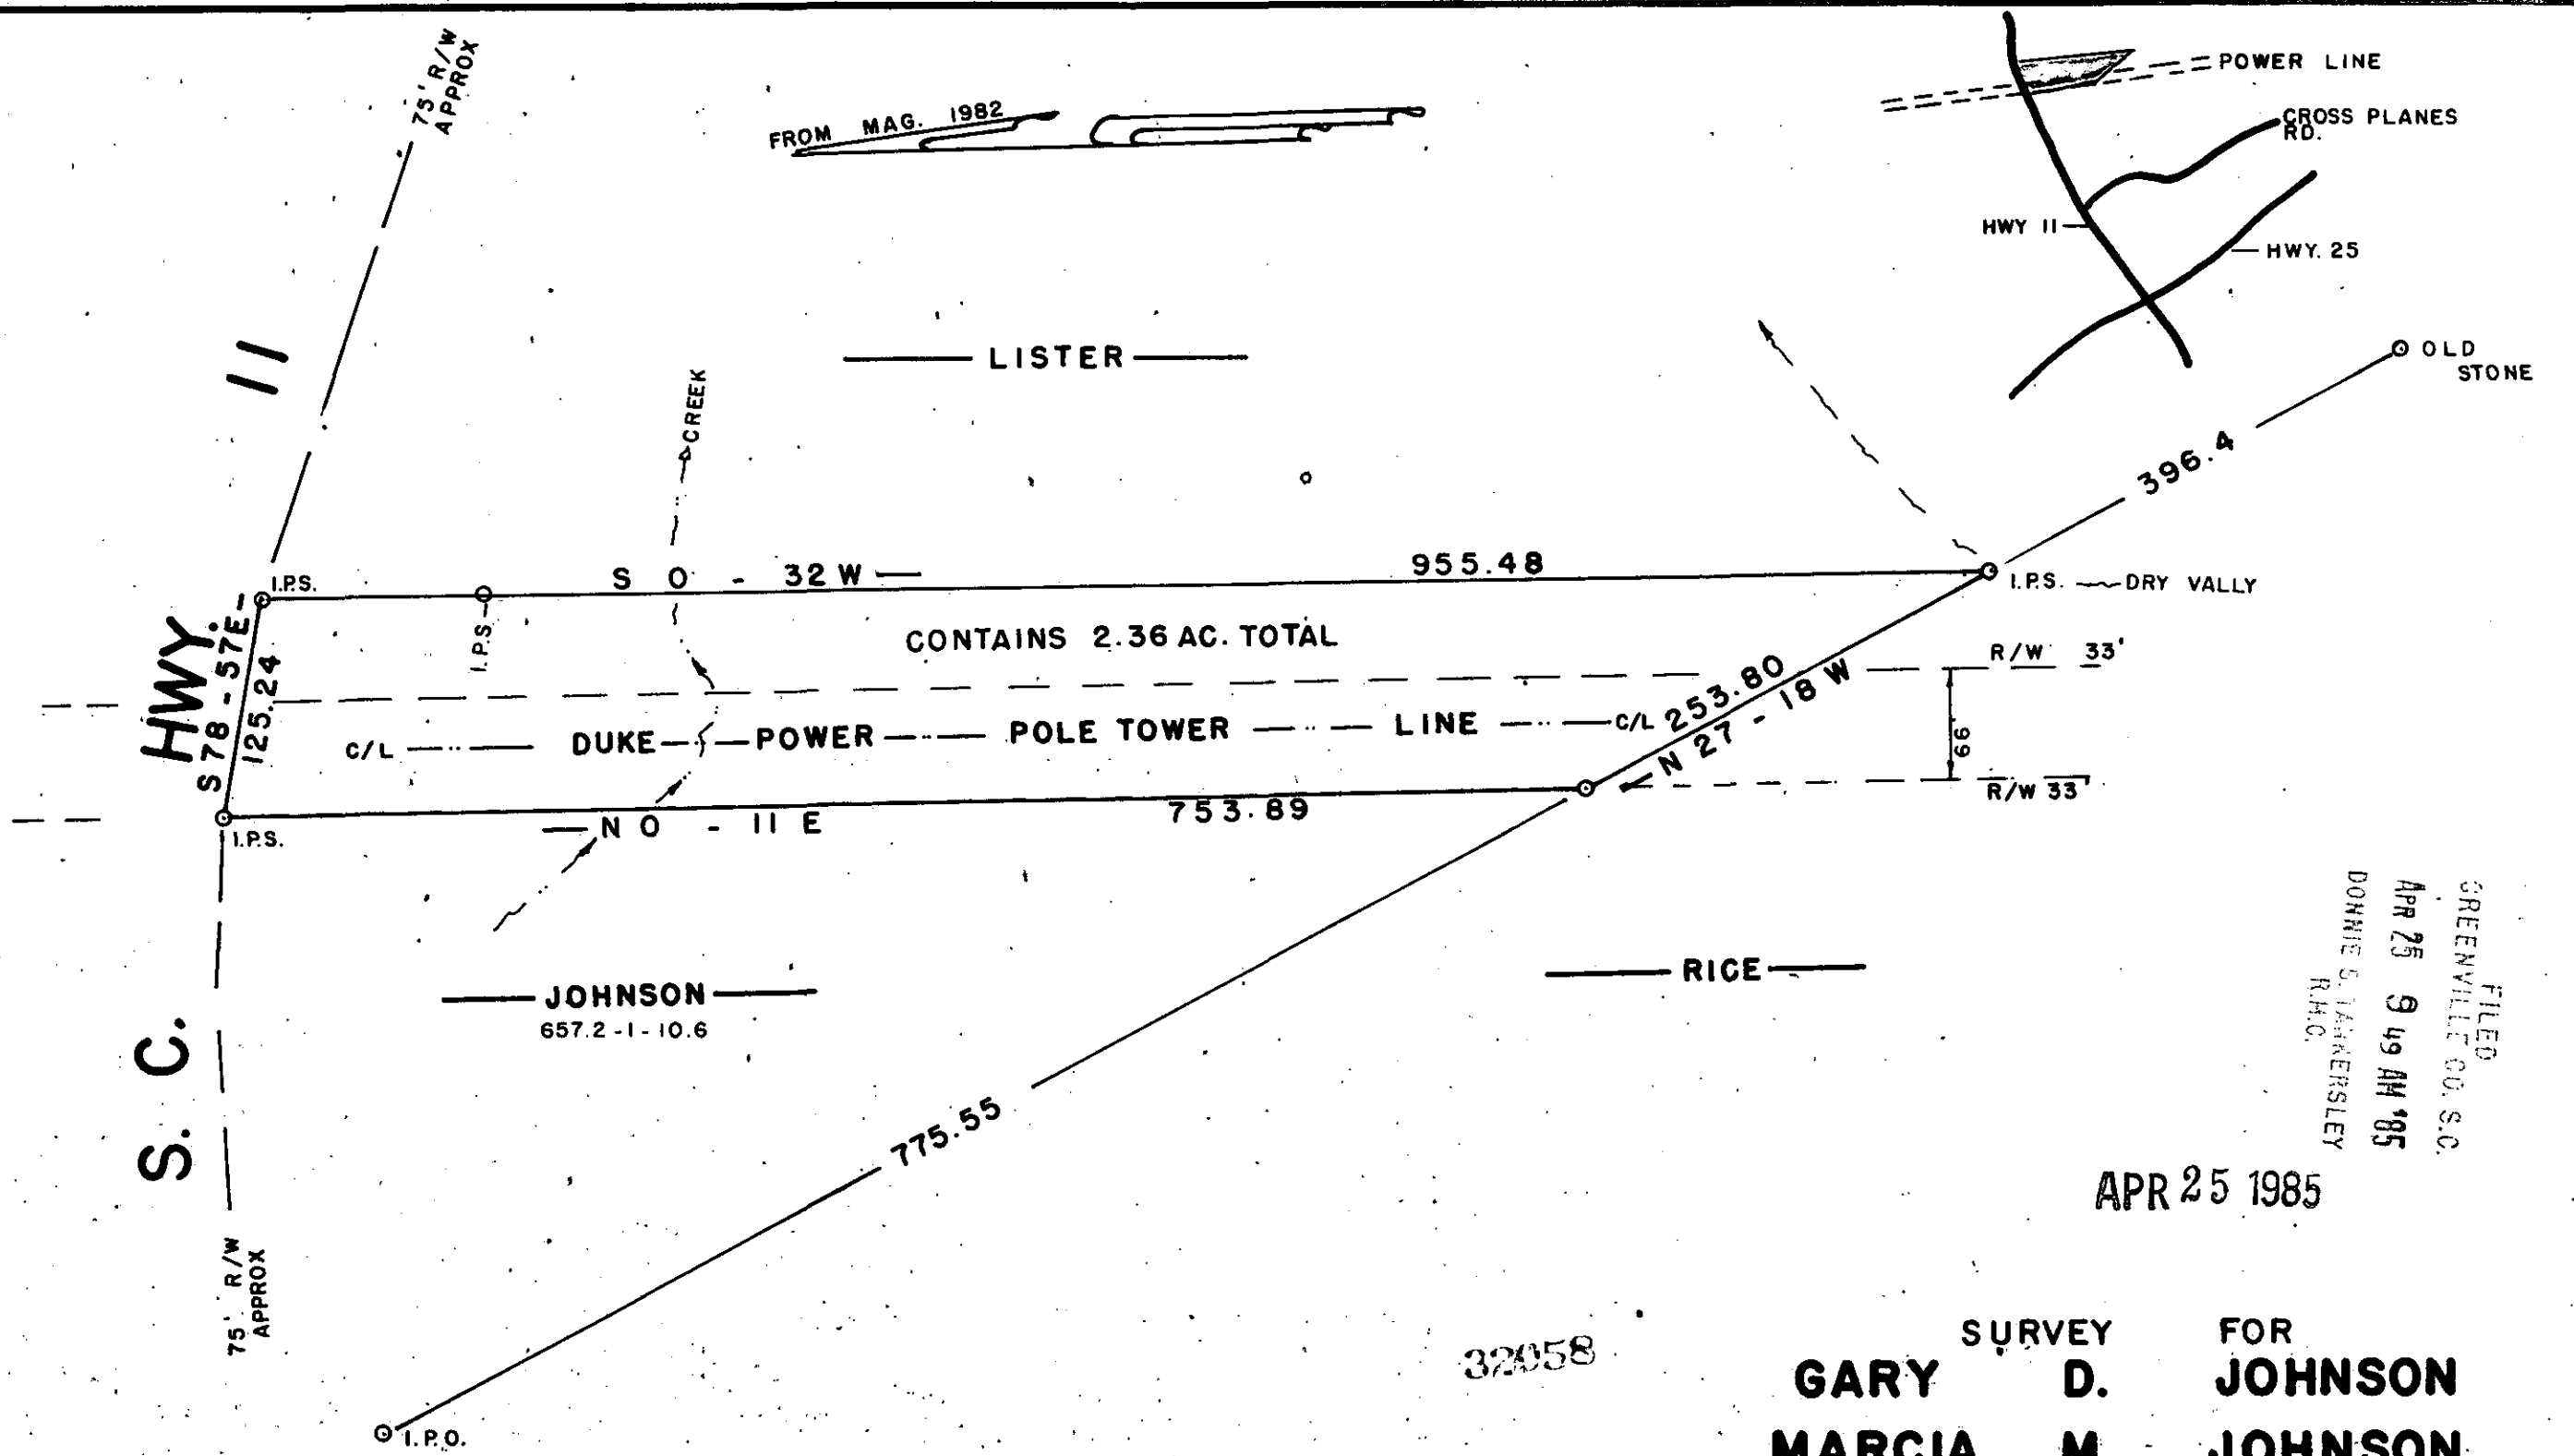 75' R/W
APPROX
FROM MAG. 1982
POWER LINE
CROSS PLANES
RD.
HWY 11
HWY. 25
OLD
STONE
LISTER
CREEK
396.4
S. C. HWY. 11
I.P.S.
S 0 - 32 W
955.48
I.P.S.
I.P.S.
DRY VALLY
CONTAINS 2.36 AC. TOTAL
S 78 - 57 E
125.24
R/W 33'
253.80
N 27 - 18 W
C/L DUKE POWER POLE TOWER LINE C/L
66'
R/W 33'
I.P.S.
N 0 - 11 E
753.89
JOHNSON
657.2 - 1 - 10.6
RICE
775.55
75' R/W
APPROX
I.P.O.
FILED
GREENVILLE CO. S.C.
APR 25 9 49 AM '85
DONNIE S. TANKERSLEY
R.M.C.
APR 25 1985
32058
SURVEY FOR
GARY D. JOHNSON
MARCIA M. JOHNSON